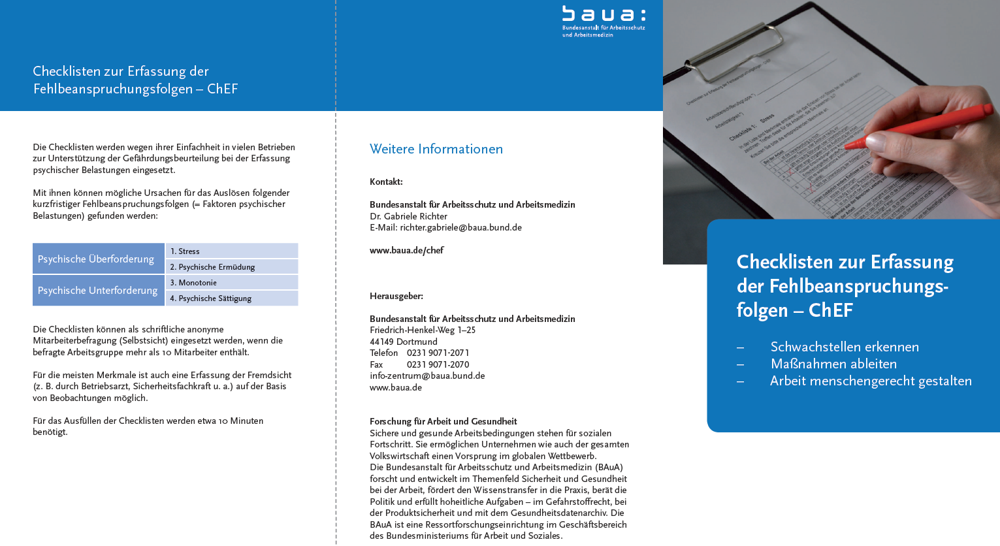 Checklisten zur Erfassung der
Fehlbeanspruchungsfolgen – ChEF
Die Checklisten werden wegen ihrer Einfachheit in vielen Betrieben
zur Unterstützung der Gefährdungsbeurteilung bei der Erfassung
psychischer Belastungen eingesetzt.
Mit ihnen können mögliche Ursachen für das Auslösen folgender
kurzfristiger Fehlbeanspruchungsfolgen (= Faktoren psychischer
Belastungen) gefunden werden:
Psychische Überforderung
1. Stress
2. Psychische Ermüdung
Psychische Unterforderung
3. Monotonie
4. Psychische Sättigung
Die Checklisten können als schriftliche anonyme
Mitarbeiterbefragung (Selbstsicht) eingesetzt werden, wenn die
befragte Arbeitsgruppe mehr als 10 Mitarbeiter enthält.
Für die meisten Merkmale ist auch eine Erfassung der Fremdsicht
(z. B. durch Betriebsarzt, Sicherheitsfachkraft u. a.) auf der Basis
von Beobachtungen möglich.
Für das Ausfüllen der Checklisten werden etwa 10 Minuten
benötigt.
baua:
Bundesanstalt für Arbeitsschutz
und Arbeitsmedizin
Weitere Informationen
Kontakt:
Bundesanstalt für Arbeitsschutz und Arbeitsmedizin
Dr. Gabriele Richter
E-Mail: richter.gabriele@baua.bund.de
www.baua.de/chef
Herausgeber:
Bundesanstalt für Arbeitsschutz und Arbeitsmedizin
Friedrich-Henkel-Weg 1–25
44149 Dortmund
Telefon 0231 9071-2071
Fax 0231 9071-2070
info-zentrum@baua.bund.de
www.baua.de
Forschung für Arbeit und Gesundheit
Sichere und gesunde Arbeitsbedingungen stehen für sozialen
Fortschritt. Sie ermöglichen Unternehmen wie auch der gesamten
Volkswirtschaft einen Vorsprung im globalen Wettbewerb.
Die Bundesanstalt für Arbeitsschutz und Arbeitsmedizin (BAuA)
forscht und entwickelt im Themenfeld Sicherheit und Gesundheit
bei der Arbeit, fördert den Wissenstransfer in die Praxis, berät die
Politik und erfüllt hoheitliche Aufgaben – im Gefahrstoffrecht, bei
der Produktsicherheit und mit dem Gesundheitsdatenarchiv. Die
BAuA ist eine Ressortforschungseinrichtung im Geschäftsbereich
des Bundesministeriums für Arbeit und Soziales.
Checklisten zur Erfassung der Fehlbeanspruchungsfolgen - ChEF
Arbeitsbereich/Berufsgruppe *)
Arbeitstätigkeit *)
Checkliste 1: Stress
Checklisten zur Erfassung
der Fehlbeanspruchungs-
folgen – ChEF
– Schwachstellen erkennen
– Maßnahmen ableiten
– Arbeit menschengerecht gestalten